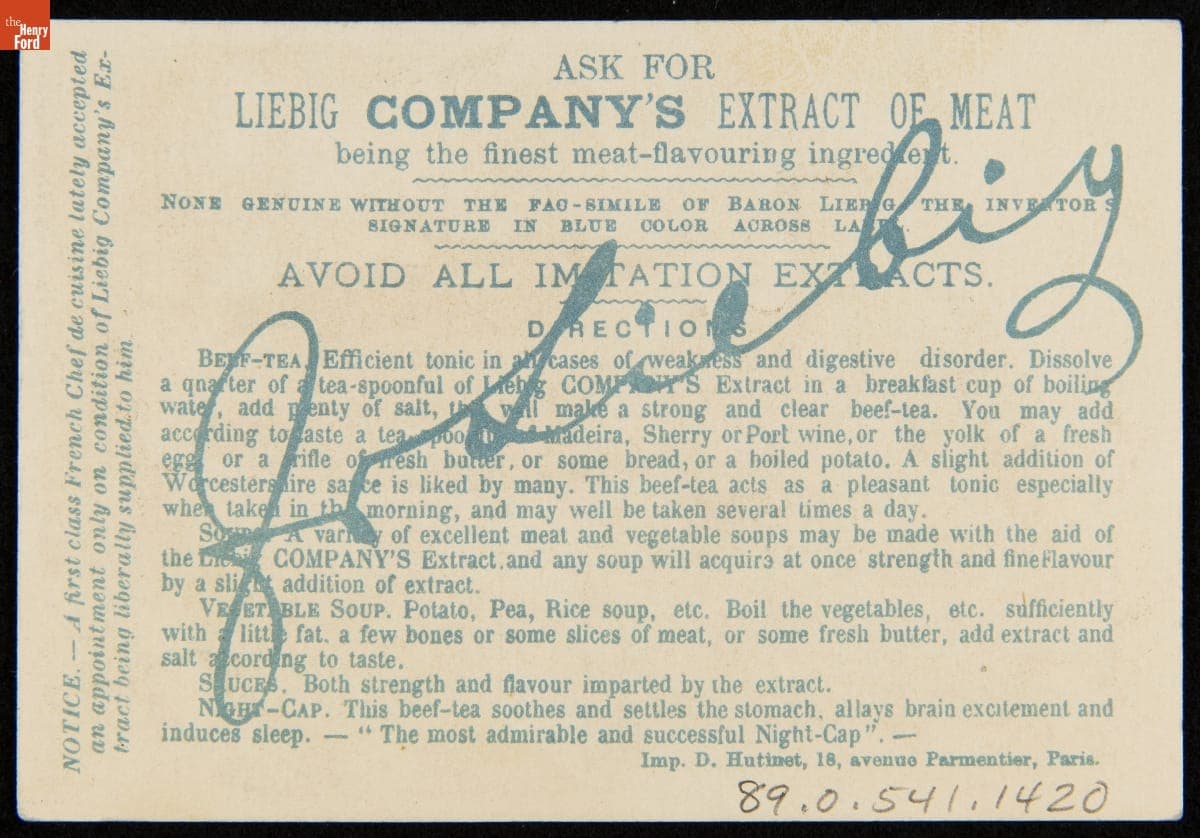 the
Henry
Ford
ASK FOR
LIEBIG COMPANY'S EXTRACT OF MEAT
being the finest meat-flavouring ingredient.
NONE GENUINE WITHOUT THE FAC-SIMILE OF BARON LIEBIG THE INVENTOR'S
SIGNATURE IN BLUE COLOR ACROSS LABEL.
AVOID ALL IMITATION EXTRACTS.
DIRECTIONS
BEEF-TEA. Efficient tonic in all cases of weakness and digestive disorder. Dissolve
a quarter of a tea-spoonful of Liebig COMPANY'S Extract in a breakfast cup of boiling
water, add plenty of salt, this will make a strong and clear beef-tea. You may add
according to taste a tea-spoonful of Madeira, Sherry or Port wine, or the yolk of a fresh
egg, or a trifle of fresh butter, or some bread, or a boiled potato. A slight addition of
Worcestershire sauce is liked by many. This beef-tea acts as a pleasant tonic especially
when taken in the morning, and may well be taken several times a day.
SOUPS. A variety of excellent meat and vegetable soups may be made with the aid of
the Liebig COMPANY'S Extract, and any soup will acquire at once strength and fine flavour
by a slight addition of extract.
VEGETABLE SOUP. Potato, Pea, Rice soup, etc. Boil the vegetables, etc. sufficiently
with a little fat. a few bones or some slices of meat, or some fresh butter, add extract and
salt according to taste.
SAUCES. Both strength and flavour imparted by the extract.
NIGHT-CAP. This beef-tea soothes and settles the stomach, allays brain excitement and
induces sleep. — " The most admirable and successful Night-Cap". —
Imp. D. Hutinet, 18, avenue Parmentier, Paris.
J v Liebig
NOTICE. — A first class French Chef de cuisine lately accepted
an appointment only on condition of Liebig Company's Ex-
tract being liberally supplied to him.
89.0.541.1420